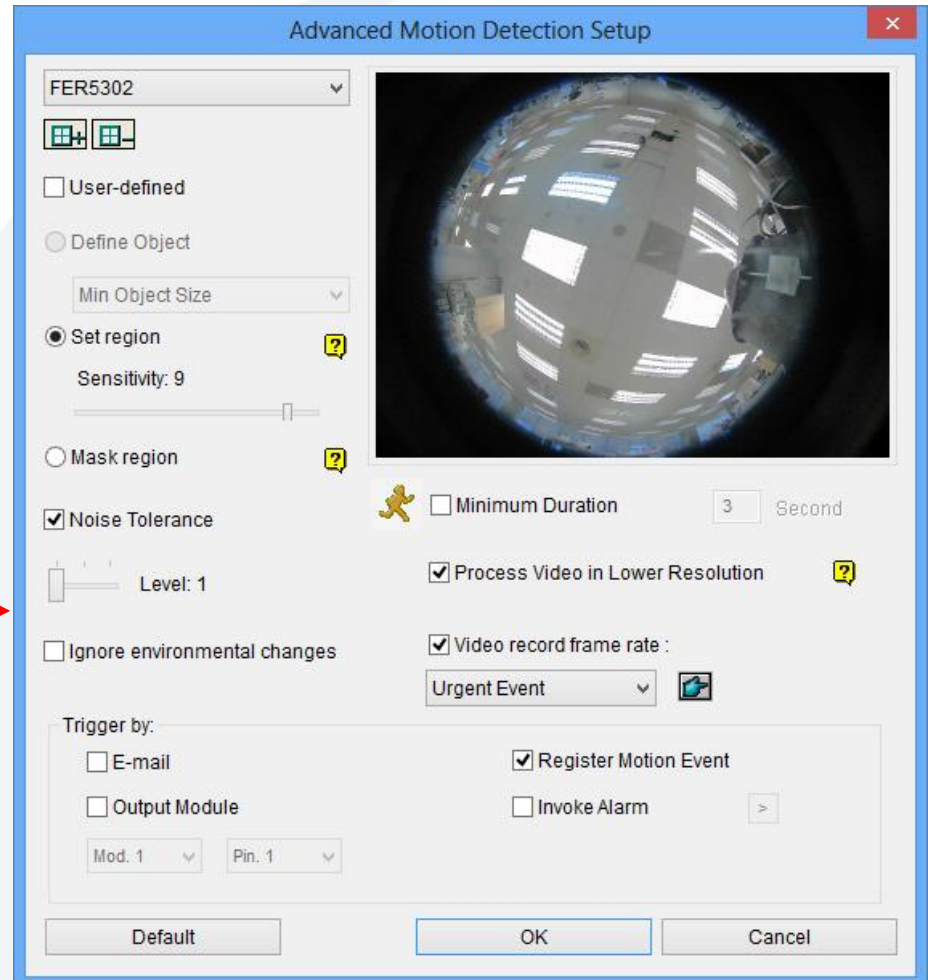 Advanced Motion Detection Setup
FER5302
User-defined
Define Object
Min Object Size
Set region
Sensitivity: 9
Mask region
Noise Tolerance
Level: 1
Ignore environmental changes
Minimum Duration 3 Second
Process Video in Lower Resolution
Video record frame rate :
Urgent Event
Trigger by:
E-mail
Register Motion Event
Output Module
Invoke Alarm >
Mod. 1 Pin. 1
Default OK Cancel